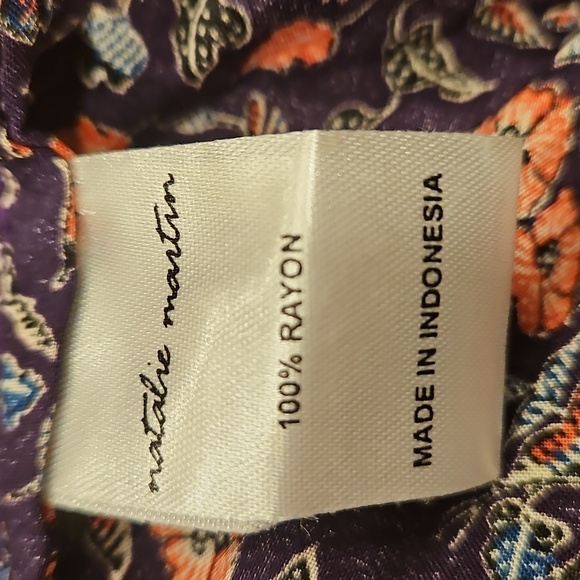 natalie martin
100% RAYON
MADE IN INDONESIA